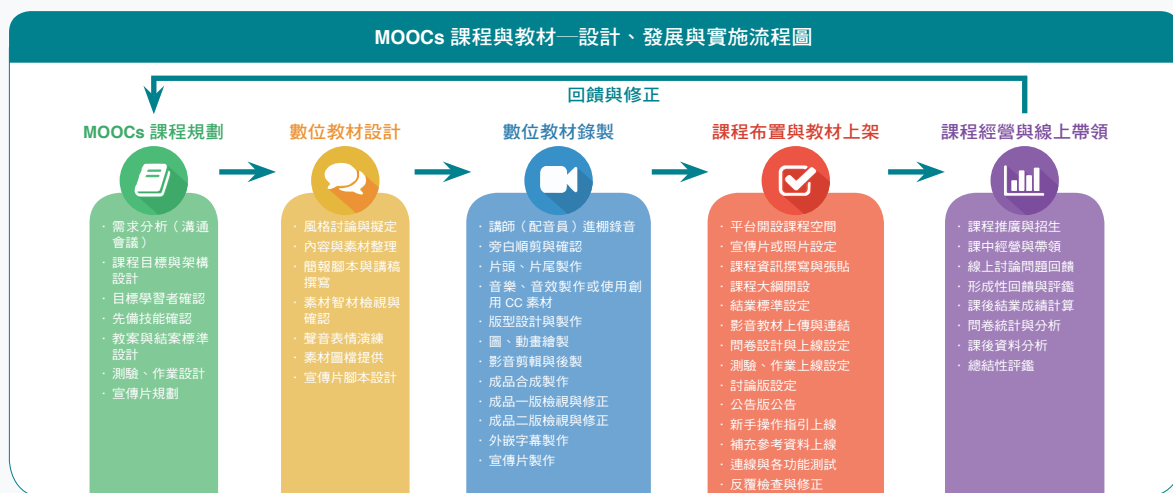 MOOCs 課程與教材─設計、發展與實施流程圖
回饋與修正
MOOCs 課程規劃
· 需求分析（溝通
會議）
· 課程目標與架構
設計
· 目標學習者確認
· 先備技能確認
· 教案與結案標準
設計
· 測驗、作業設計
· 宣傳片規劃
數位教材設計
· 風格討論與擬定
· 內容與素材整理
· 簡報腳本與講稿
撰寫
· 素材智材檢視與
確認
· 聲音表情演練
· 素材圖檔提供
· 宣傳片腳本設計
數位教材錄製
· 講師（配音員）進棚錄音
· 旁白順剪與確認
· 片頭、片尾製作
· 音樂、音效製作或使用創
用 CC 素材
· 版型設計與製作
· 圖、動畫繪製
· 影音剪輯與後製
· 成品合成製作
· 成品一版檢視與修正
· 成品二版檢視與修正
· 外嵌字幕製作
· 宣傳片製作
課程布置與教材上架
· 平台開設課程空間
· 宣傳片或照片設定
· 課程資訊撰寫與張貼
· 課程大綱開設
· 結業標準設定
· 影音教材上傳與連結
· 問卷設計與上線設定
· 測驗、作業上線設定
· 討論版設定
· 公告版公告
· 新手操作指引上線
· 補充參考資料上線
· 連線與各功能測試
· 反覆檢查與修正
課程經營與線上帶領
· 課程推廣與招生
· 課中經營與帶領
· 線上討論問題回饋
· 形成性回饋與評鑑
· 課後結業成績計算
· 問卷統計與分析
· 課後資料分析
· 總結性評鑑